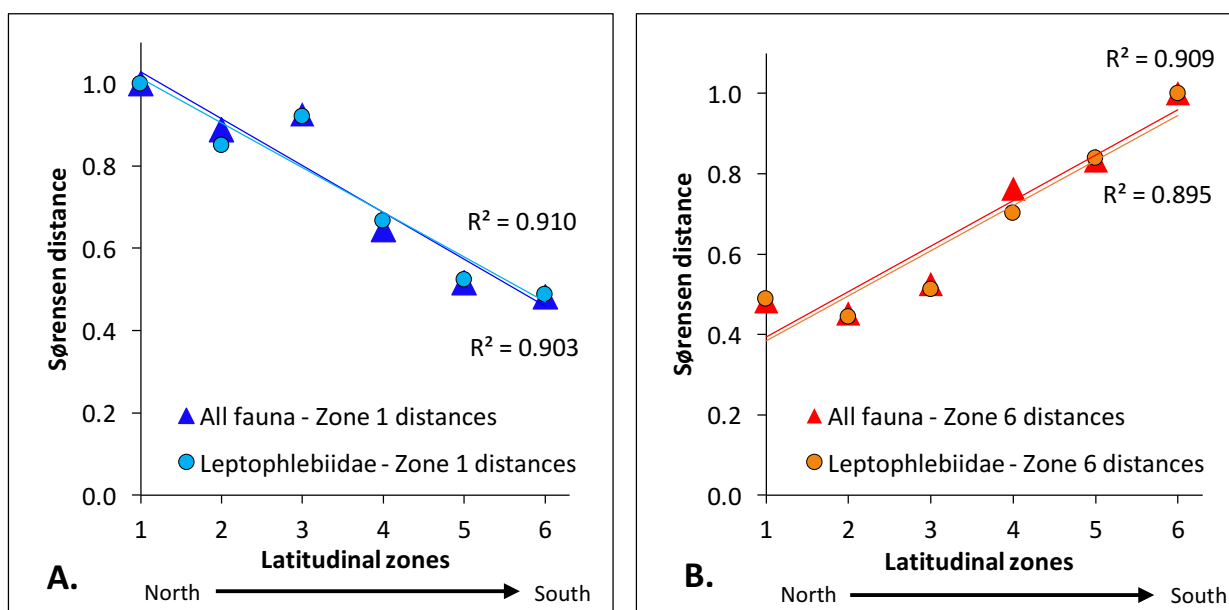 Sørensen distance
1.0
0.8
0.6
0.4
0.2
0.0
R² = 0.910
R² = 0.903
All fauna - Zone 1 distances
Leptophlebiidae - Zone 1 distances
1 2 3 4 5 6
Latitudinal zones
A.
North South
Sørensen distance
1.0
0.8
0.6
0.4
0.2
0.0
R² = 0.909
R² = 0.895
All fauna - Zone 6 distances
Leptophlebiidae - Zone 6 distances
1 2 3 4 5 6
Latitudinal zones
B.
North South